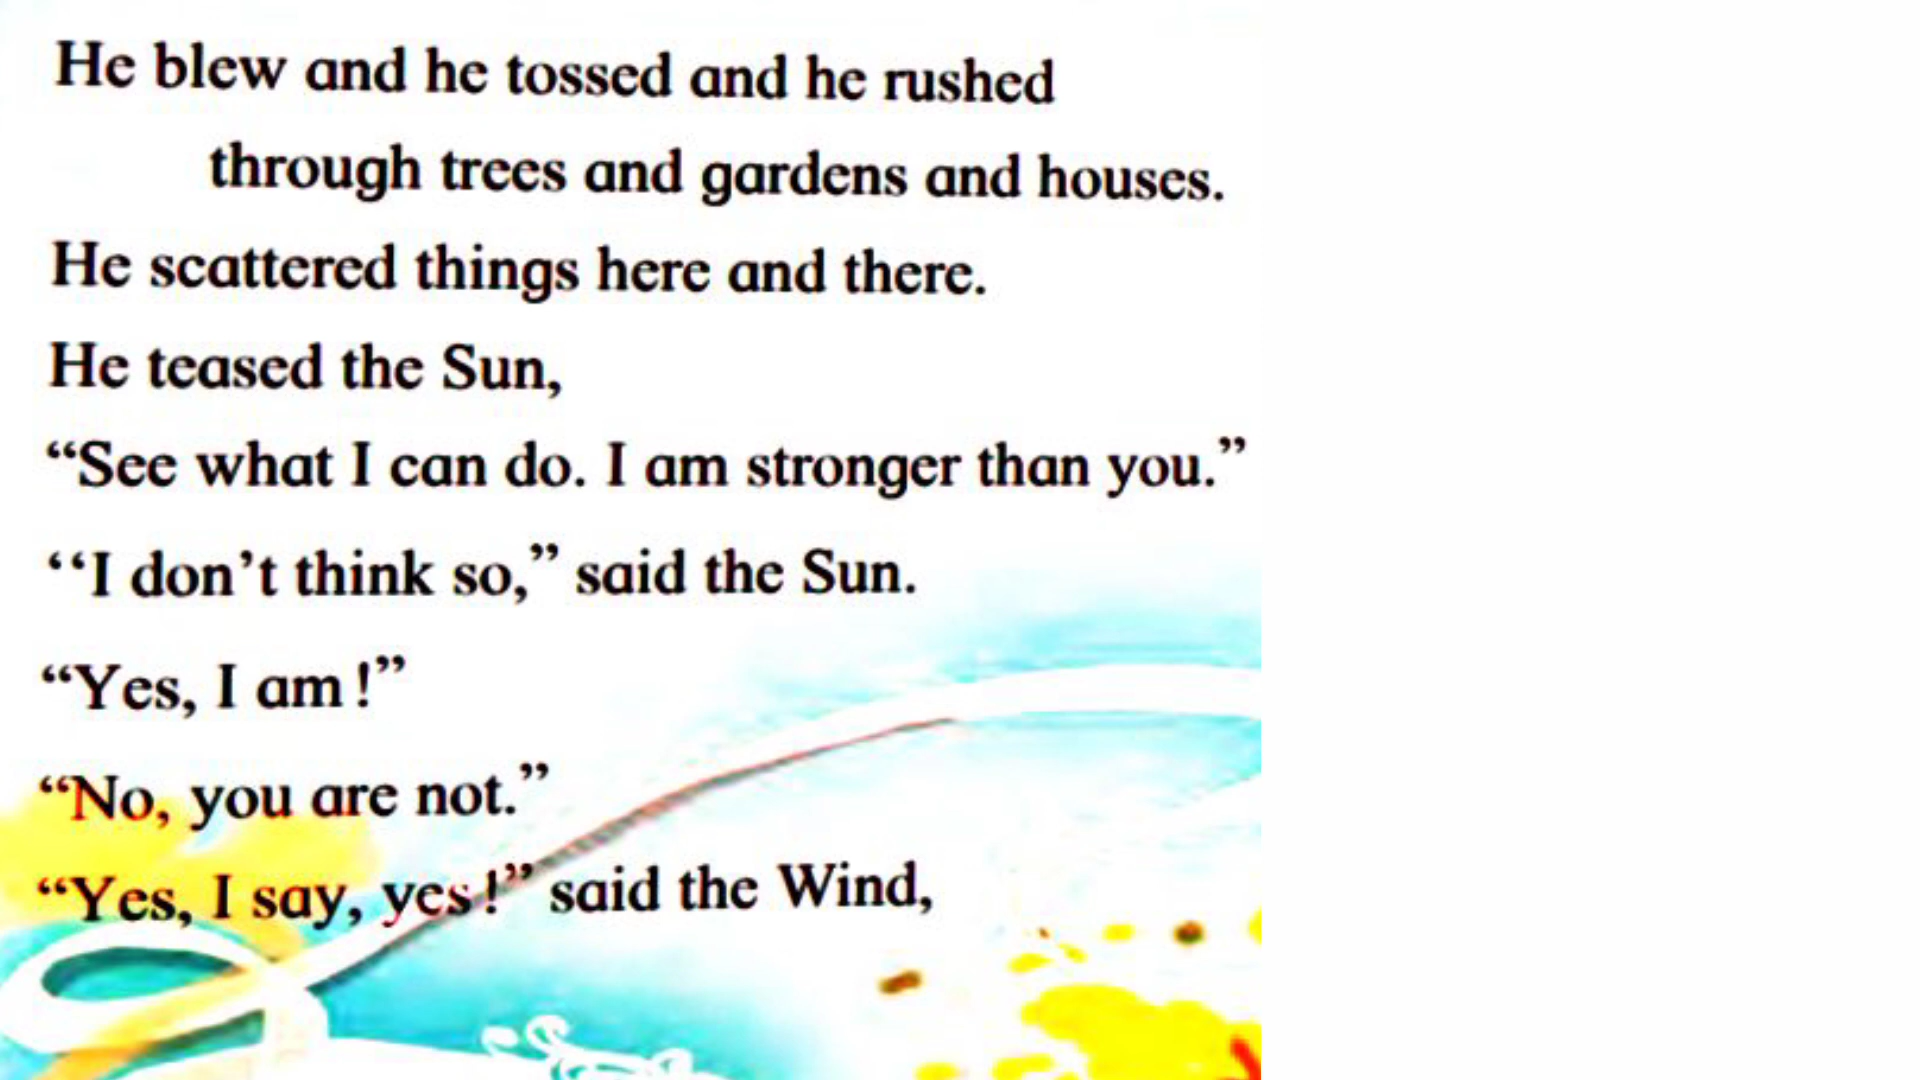 He blew and he tossed and he rushed
through trees and gardens and houses.
He scattered things here and there.
He teased the Sun,
“See what I can do. I am stronger than you.”
‘‘I don’t think so,” said the Sun.
“Yes, I am!”
“No, you are not.”
“Yes, I say, yes!” said the Wind,